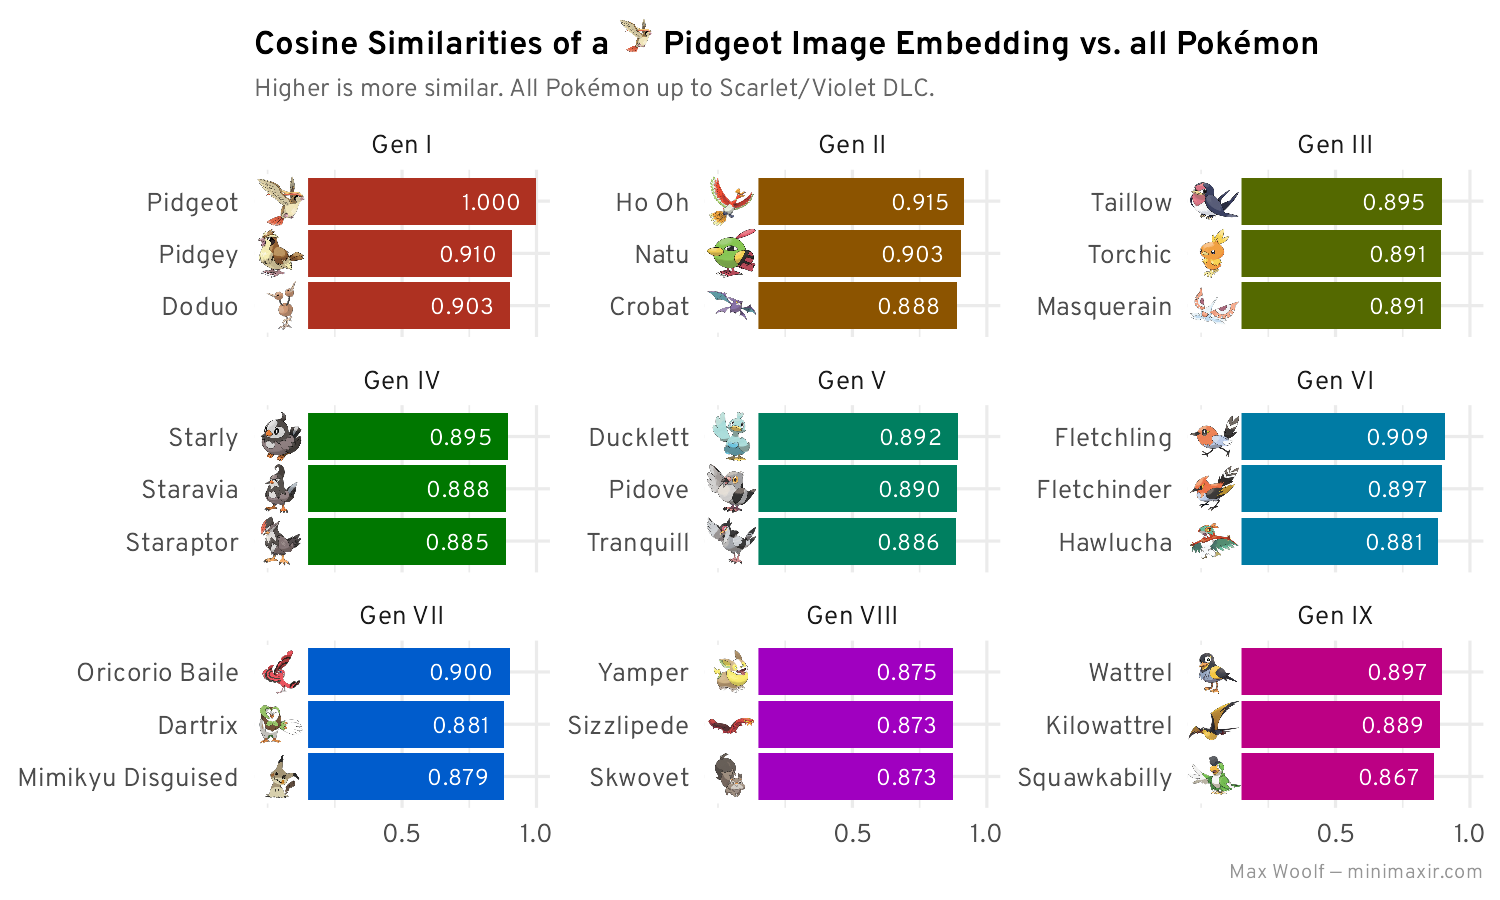 Cosine Similarities of a Pidgeot Image Embedding vs. all Pokémon
Higher is more similar. All Pokémon up to Scarlet/Violet DLC.
Gen I
Pidgeot 1.000
Pidgey 0.910
Doduo 0.903
Gen II
Ho Oh 0.915
Natu 0.903
Crobat 0.888
Gen III
Taillow 0.895
Torchic 0.891
Masquerain 0.891
Gen IV
Starly 0.895
Staravia 0.888
Staraptor 0.885
Gen V
Ducklett 0.892
Pidove 0.890
Tranquill 0.886
Gen VI
Fletchling 0.909
Fletchinder 0.897
Hawlucha 0.881
Gen VII
Oricorio Baile 0.900
Dartrix 0.881
Mimikyu Disguised 0.879
0.5 1.0
Gen VIII
Yamper 0.875
Sizzlipede 0.873
Skwovet 0.873
0.5 1.0
Gen IX
Wattrel 0.897
Kilowattrel 0.889
Squawkabilly 0.867
0.5 1.0
Max Woolf — minimaxir.com